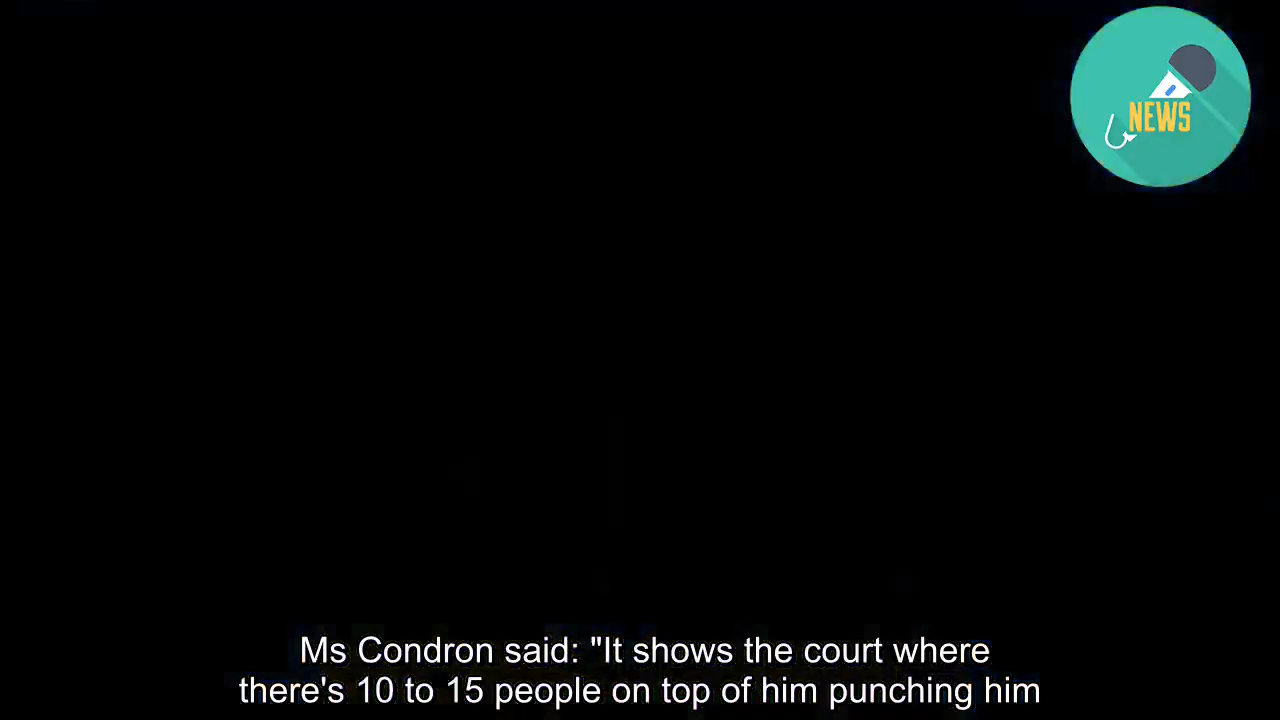 NEWS
Ms Condron said: "It shows the court where
there's 10 to 15 people on top of him punching him